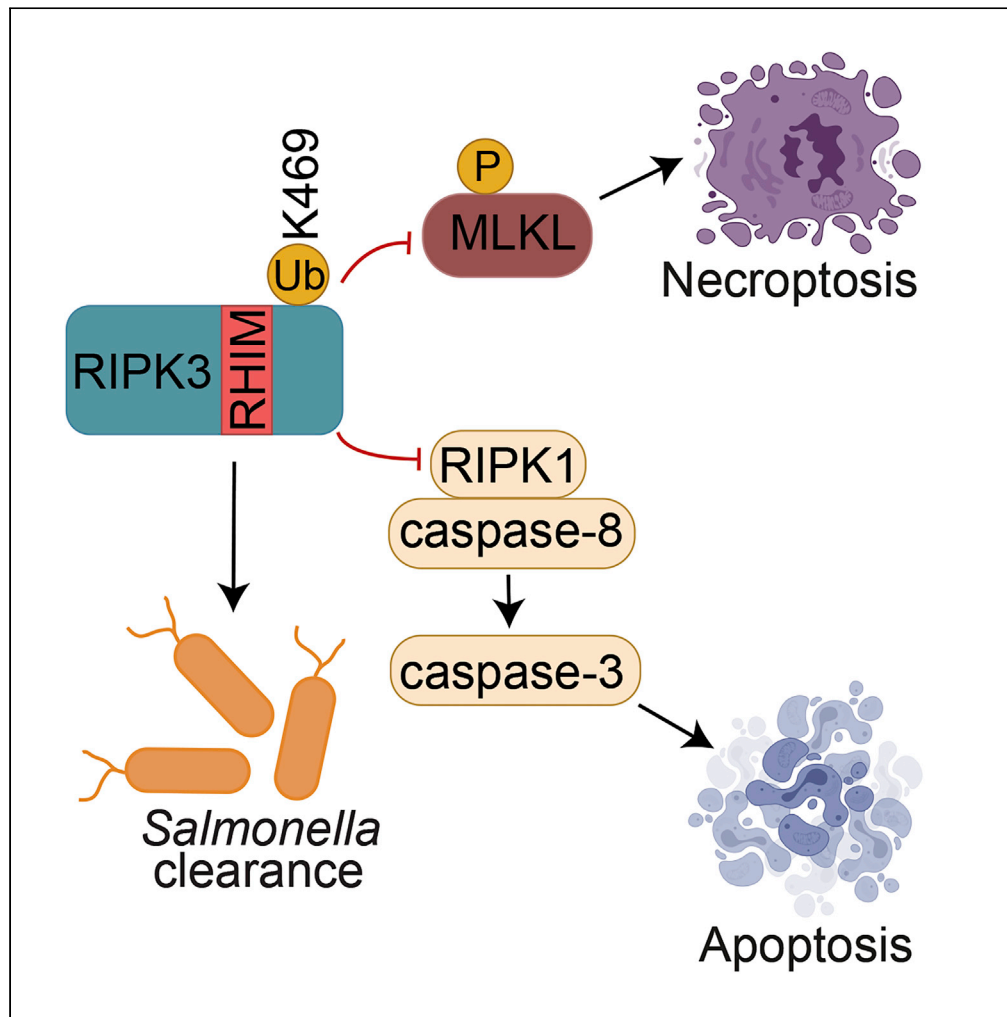 K469
Ub
P
MLKL
Necroptosis
RIPK3
RHIM
RIPK1
caspase-8
caspase-3
Salmonella
clearance
Apoptosis